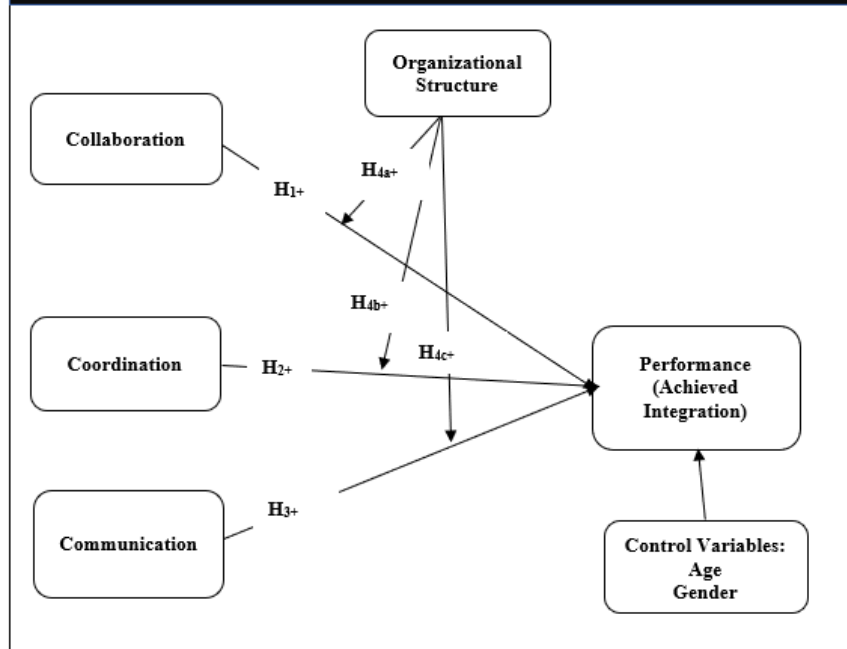 Organizational
Structure
Collaboration
H4a+
H1+
H4b+
Coordination
H2+
H4c+
Performance
(Achieved
Integration)
Communication
H3+
Control Variables:
Age
Gender